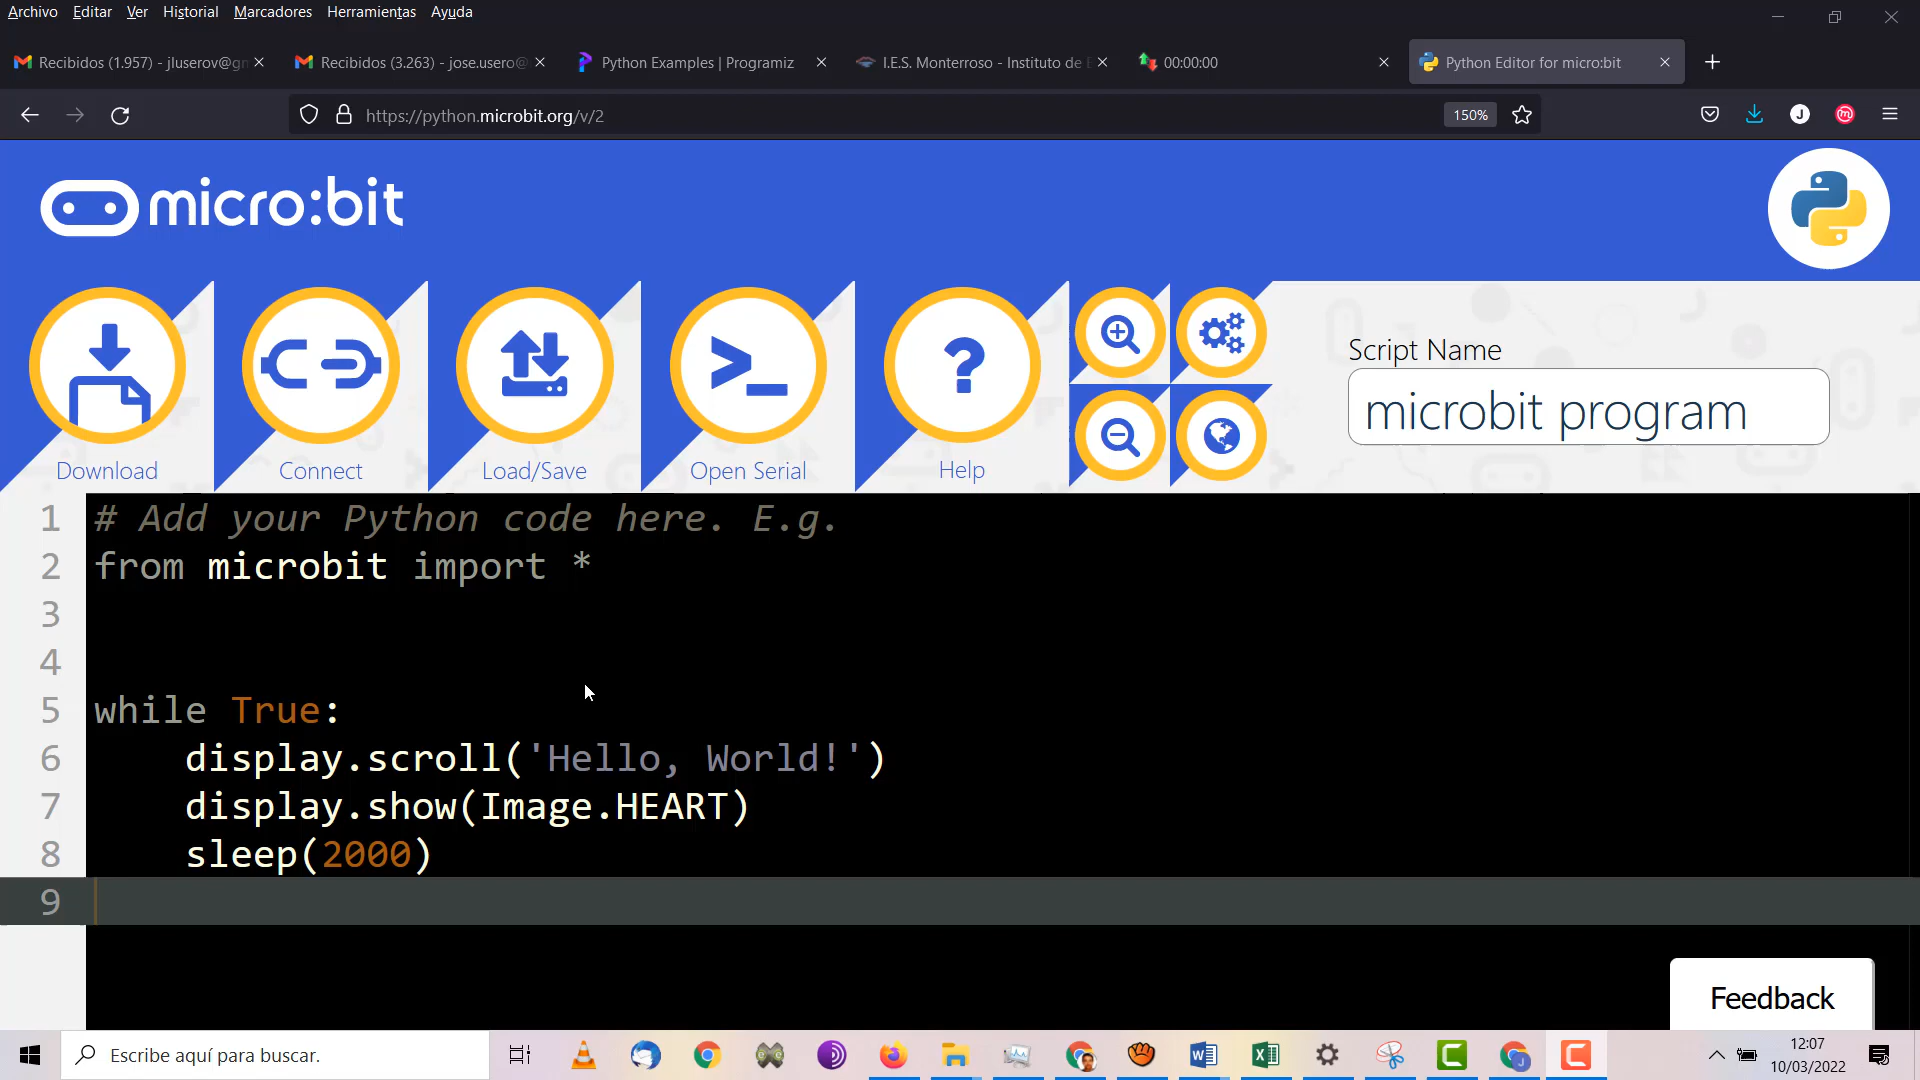 Archivo Editar Ver Historial Marcadores Herramientas Ayuda
Recibidos (1.957) - jluserov@gm Recibidos (3.263) - jose.usero@ Python Examples | Programiz I.E.S. Monterroso - Instituto de E 00:00:00 Python Editor for micro:bit
https://python.microbit.org/v/2 150% J
micro:bit
Download Connect Load/Save Open Serial Help
Script Name
microbit program
1 # Add your Python code here. E.g.
2 from microbit import *
3
4
5 while True:
6 display.scroll('Hello, World!')
7 display.show(Image.HEART)
8 sleep(2000)
9
Feedback
Escribe aquí para buscar.
12:07
10/03/2022